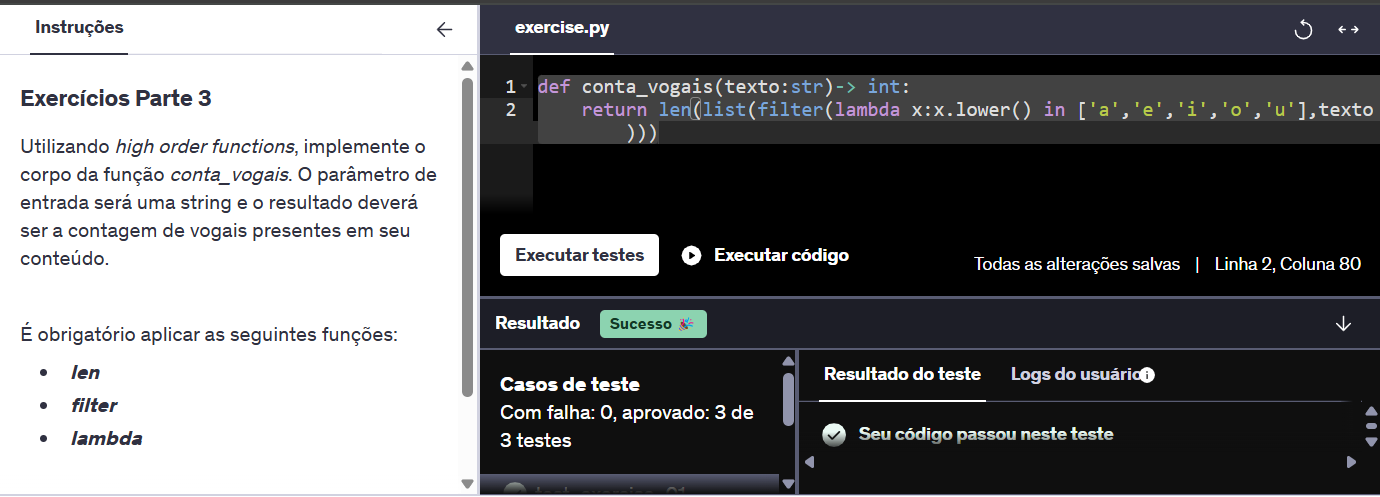 Instruções
Exercícios Parte 3
Utilizando high order functions, implemente o
corpo da função conta_vogais. O parâmetro de
entrada será uma string e o resultado deverá
ser a contagem de vogais presentes em seu
conteúdo.
É obrigatório aplicar as seguintes funções:
len
filter
lambda
exercise.py
1 def conta_vogais(texto:str)-> int:
2 return len(list(filter(lambda x:x.lower() in ['a','e','i','o','u'],texto
)))
Executar testes Executar código Todas as alterações salvas | Linha 2, Coluna 80
Resultado Sucesso 🎉
Casos de teste
Com falha: 0, aprovado: 3 de
3 testes
Resultado do teste Logs do usuário
Seu código passou neste teste